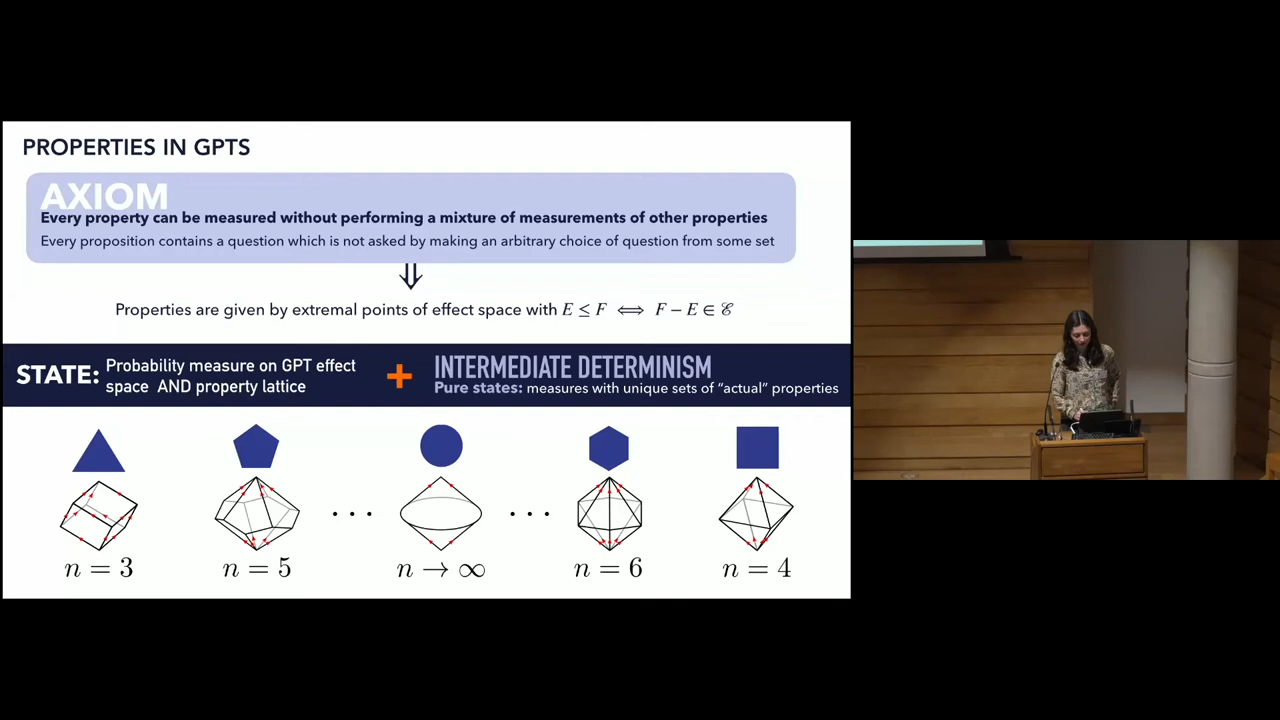 PROPERTIES IN GPTS
AXIOM
Every property can be measured without performing a mixture of measurements of other properties
Every proposition contains a question which is not asked by making an arbitrary choice of question from some set
⇓
Properties are given by extremal points of effect space with E ≤ F ⟺ F − E ∈ ℰ
STATE: Probability measure on GPT effect space AND property lattice + INTERMEDIATE DETERMINISM
Pure states: measures with unique sets of “actual” properties
· · · · · ·
n = 3 n = 5 n → ∞ n = 6 n = 4